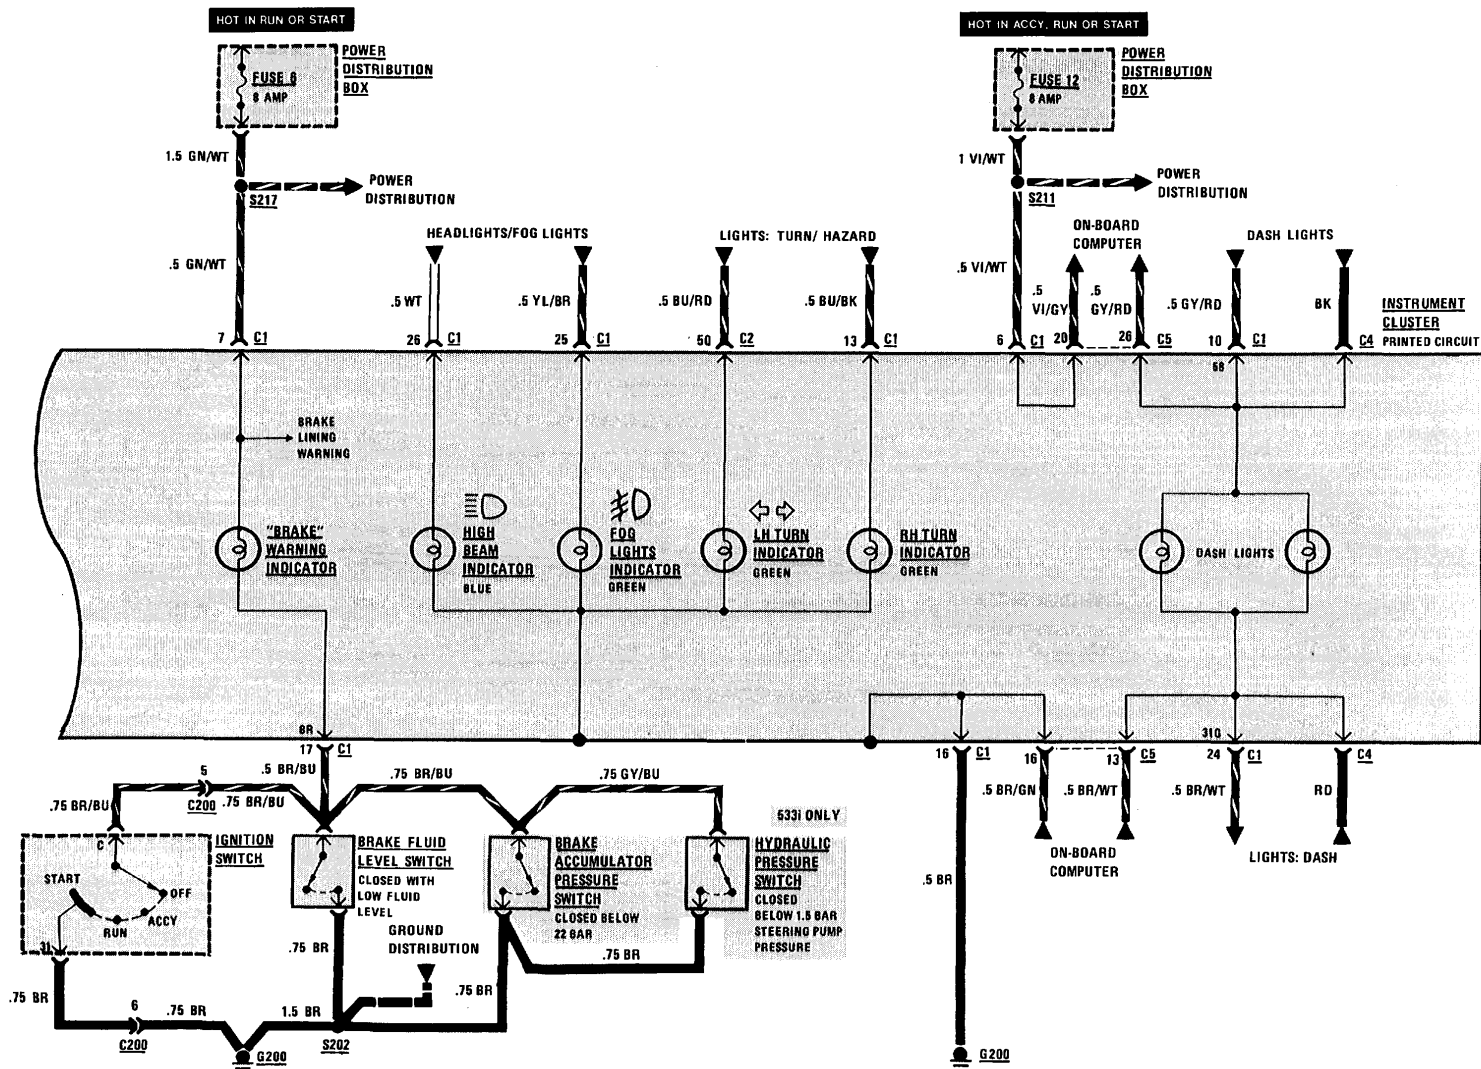 HOT IN RUN OR START
HOT IN ACCY, RUN OR START
POWER
DISTRIBUTION
BOX
FUSE 6
8 AMP
POWER
DISTRIBUTION
BOX
FUSE 12
8 AMP
1.5 GN/WT
1 VI/WT
POWER
DISTRIBUTION
S217
POWER
DISTRIBUTION
S211
HEADLIGHTS/FOG LIGHTS
LIGHTS: TURN/ HAZARD
ON-BOARD
COMPUTER
DASH LIGHTS
.5 GN/WT
.5 WT
.5 YL/BR
.5 BU/RD
.5 BU/BK
.5 VI/WT
.5
VI/GY
.5
GY/RD
.5 GY/RD
BK
INSTRUMENT
CLUSTER
PRINTED CIRCUIT
7 C1
26 C1
25 C1
50 C2
13 C1
6 C1
20
26 C5
10 C1
C4
58
BRAKE
LINING
WARNING
"BRAKE"
WARNING
INDICATOR
HIGH
BEAM
INDICATOR
BLUE
FOG
LIGHTS
INDICATOR
GREEN
LH TURN
INDICATOR
GREEN
RH TURN
INDICATOR
GREEN
DASH LIGHTS
BR
310
17 C1
16 C1
16
13 C5
24 C1
C4
.5 BR/BU
5
C200
.75 BR/BU
.75 BR/BU
.75 BR/BU
.75 GY/BU
.5 BR/GN
.5 BR/WT
.5 BR/WT
RD
533i ONLY
IGNITION
SWITCH
C
START
OFF
ACCY
RUN
31
BRAKE FLUID
LEVEL SWITCH
CLOSED WITH
LOW FLUID
LEVEL
BRAKE
ACCUMULATOR
PRESSURE
SWITCH
CLOSED BELOW
22 BAR
HYDRAULIC
PRESSURE
SWITCH
CLOSED
BELOW 1.5 BAR
STEERING PUMP
PRESSURE
ON-BOARD
COMPUTER
LIGHTS: DASH
.5 BR
GROUND
DISTRIBUTION
.75 BR
.75 BR
.75 BR
.75 BR
6
C200
.75 BR
1.5 BR
G200
S202
G200